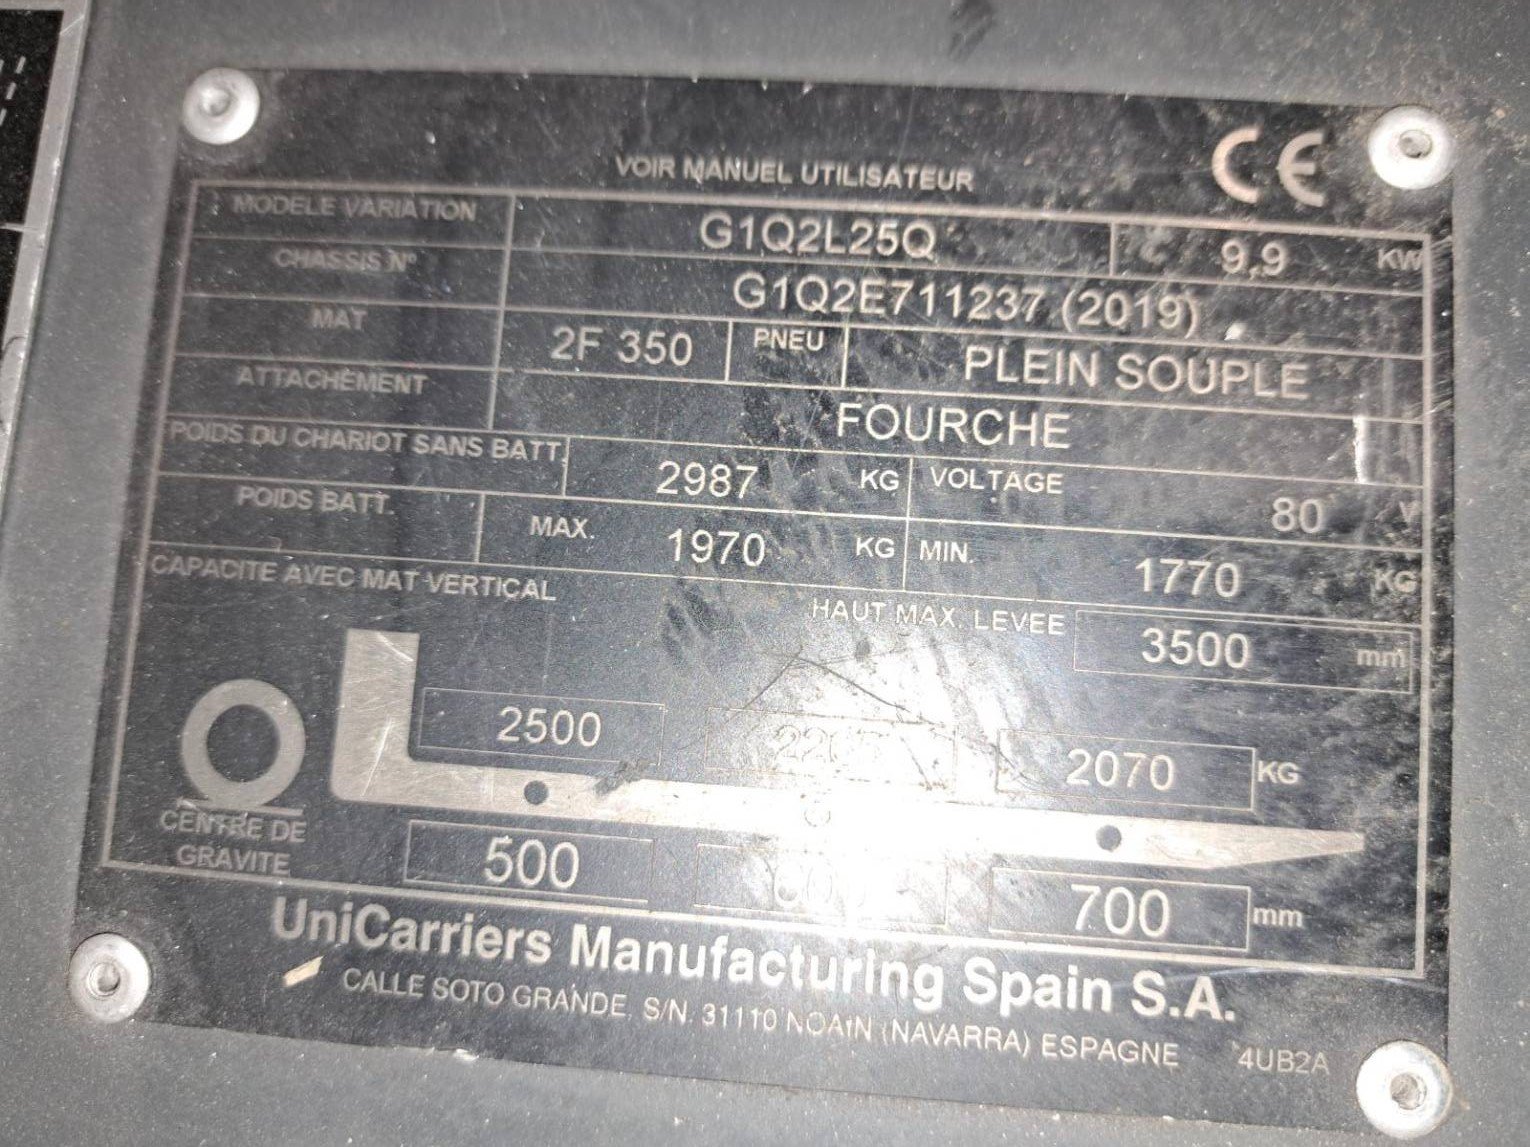 CE
VOIR MANUEL UTILISATEUR
MODELE VARIATION G1Q2L25Q 9,9 KW
CHASSIS Nº G1Q2E711237 (2019)
MAT 2F 350 PNEU PLEIN SOUPLE
ATTACHEMENT FOURCHE
POIDS DU CHARIOT SANS BATT. 2987 KG VOLTAGE 80 V
POIDS BATT. MAX. 1970 KG MIN. 1770 KG
CAPACITE AVEC MAT VERTICAL
HAUT MAX. LEVEE 3500 mm
2500 2070 KG
CENTRE DE
GRAVITE
500 700 mm
UniCarriers Manufacturing Spain S.A.
CALLE SOTO GRANDE, S/N. 31110 NOAIN (NAVARRA) ESPAGNE 4UB2A